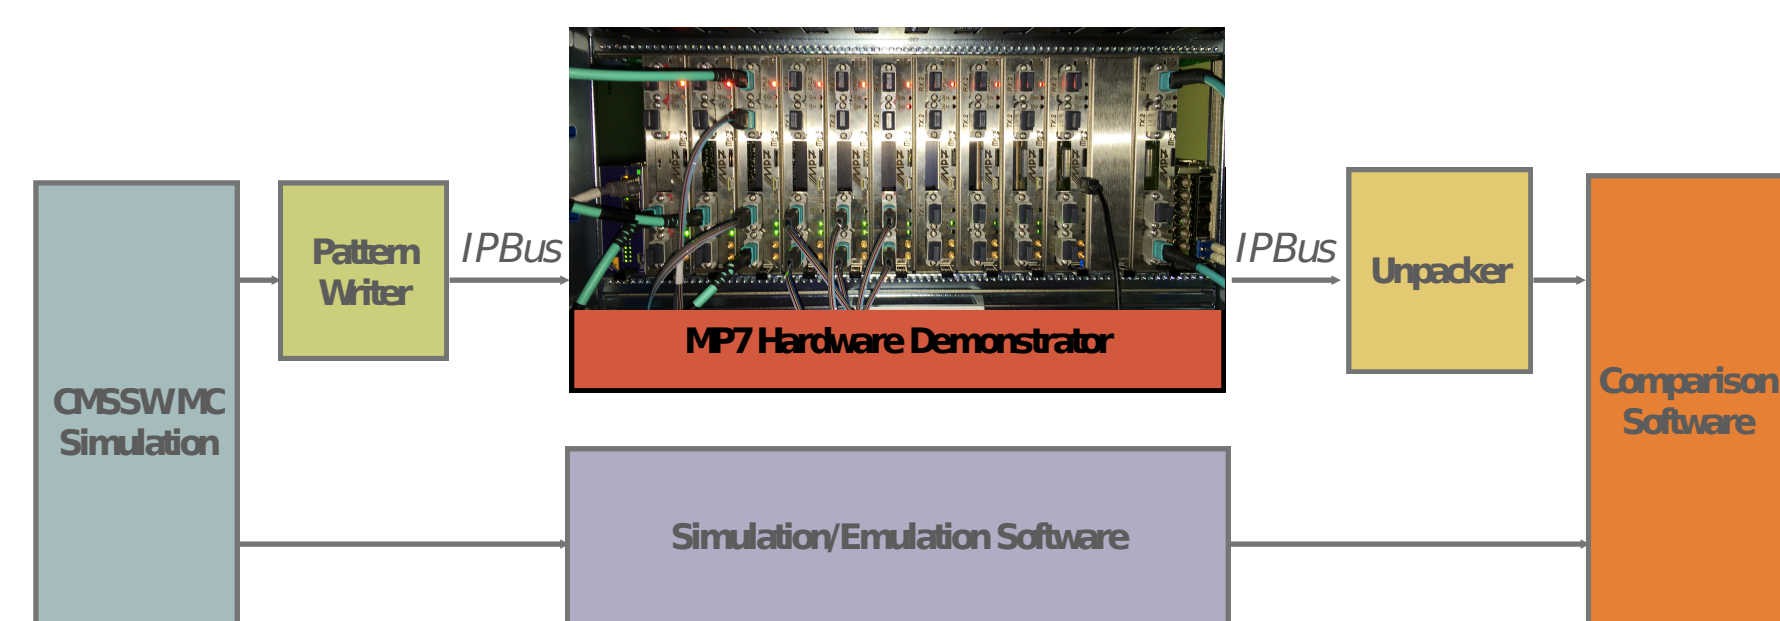 Pattern
Writer
IPBus
IPBus
Unpacker
MP7 Hardware Demonstrator
CMSSW MC
Simulation
Comparison
Software
Simulation/Emulation Software